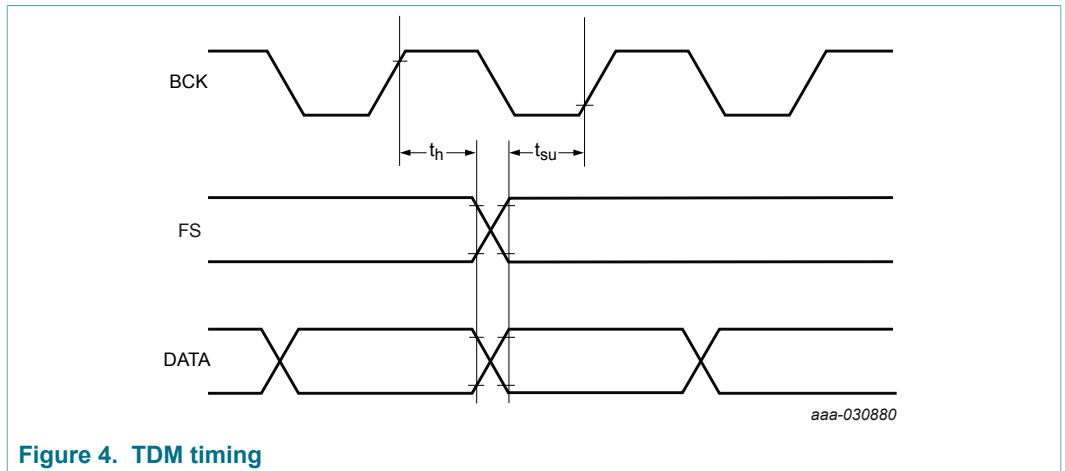 BCK
th
tsu
FS
DATA
aaa-030880
Figure 4. TDM timing